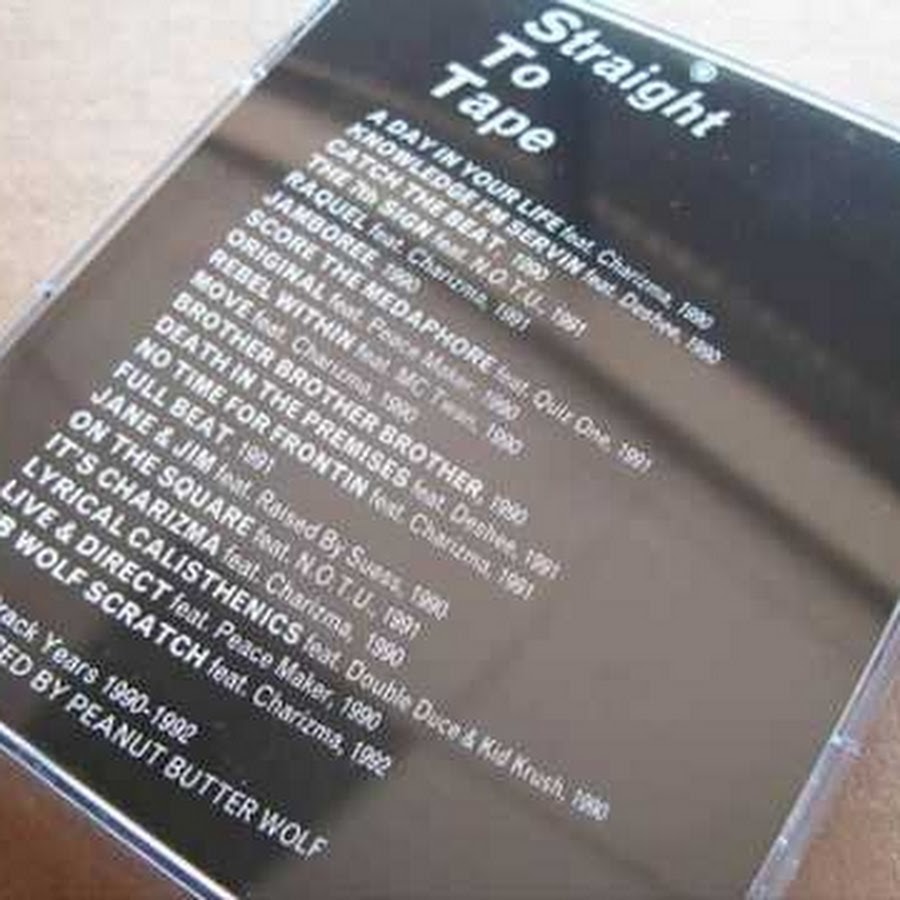 Straight
To
Tape
A DAY IN YOUR LIFE feat. Charizma, 1990
KNOWLEDGE I'M SERVIN feat. Deshee, 1990
CATCH THE BEAT, 1990
THE 7th SIGN feat. N.O.T.U., 1991
RAQUEL feat. Charizma, 1991
JAMBOREE 1990
SCORE THE MEDAPHORE feat. Quiz One, 1991
ORIGINAL feat. Peace Maker, 1990
REBEL WITHIN feat. MC Twen, 1990
MOVE feat. Charizma, 1990
BROTHER BROTHER BROTHER, 1990
DEATH IN THE PREMISES feat. Deshee, 1991
NO TIME FOR FRONTIN feat. Charizma, 1991
FULL BEAT, 1991
JANE & JIM feat. Raised By Suess, 1990
ON THE SQUARE feat. N.O.T.U., 1991
IT'S CHARIZMA feat. Charizma, 1990
LYRICAL CALISTHENICS feat. Double Duce & Kid Krush, 1990
LIVE & DIRECT feat. Peace Maker, 1990
B WOLF SCRATCH feat. Charizma, 1992
rack Years 1990-1992
ED BY PEANUT BUTTER WOLF